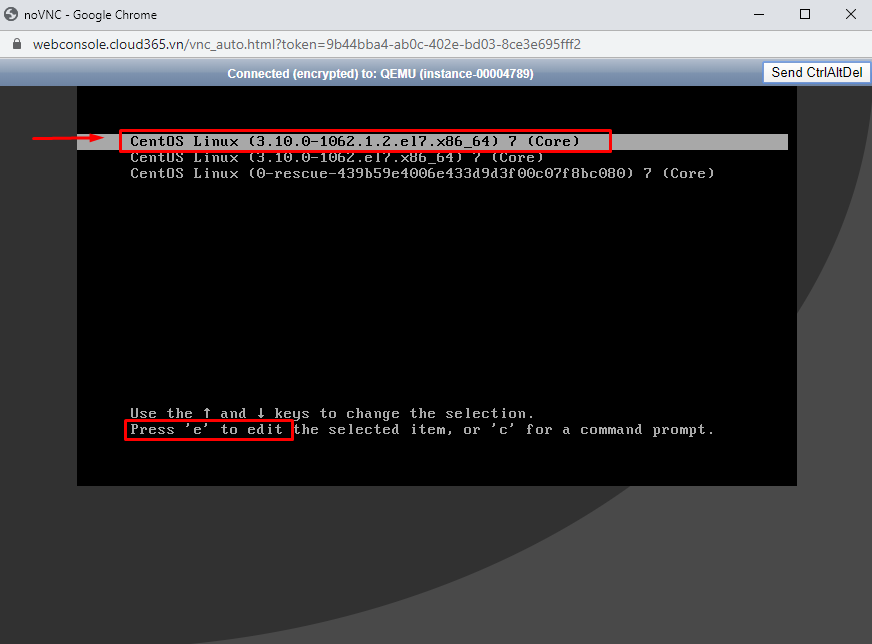 noVNC - Google Chrome
webconsole.cloud365.vn/vnc_auto.html?token=9b44bba4-ab0c-402e-bd03-8ce3e695fff2
Connected (encrypted) to: QEMU (instance-00004789)
Send CtrlAltDel
CentOS Linux (3.10.0-1062.1.2.el7.x86_64) 7 (Core)
CentOS Linux (3.10.0-1062.el7.x86_64) 7 (Core)
CentOS Linux (0-rescue-439b59e4006e433d9d3f00c07f8bc080) 7 (Core)
Use the ↑ and ↓ keys to change the selection.
Press 'e' to edit the selected item, or 'c' for a command prompt.